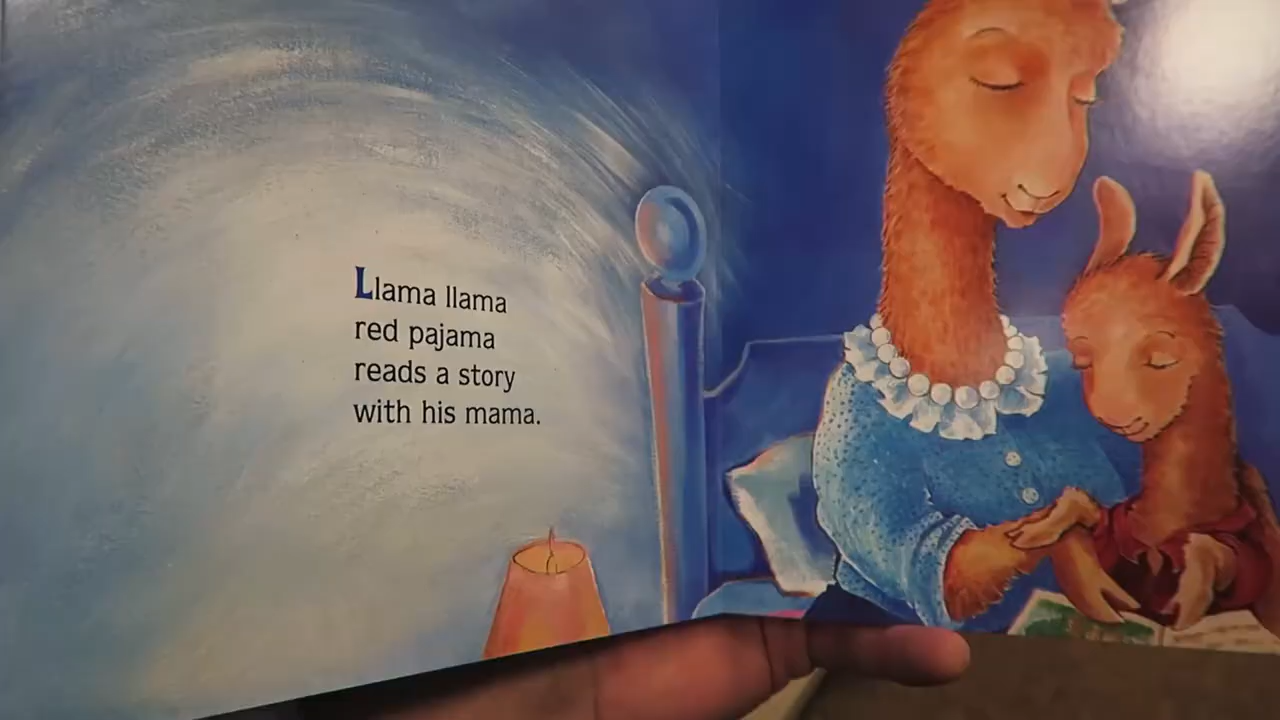 Llama llama
red pajama
reads a story
with his mama.